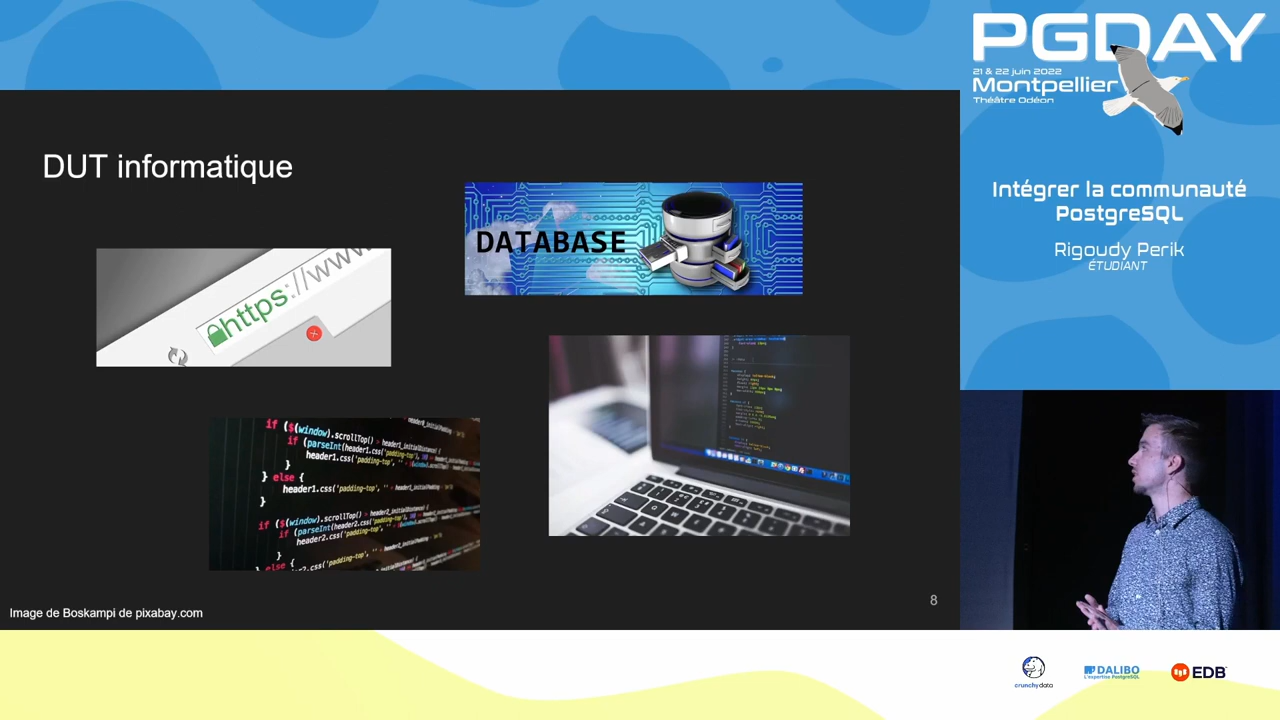 DUT informatique
DATABASE
https://www
if ($(window).scrollTop() > header1_initialDistance) {
if (parseInt(header1.css('padding-top'),
header1.css('padding-top', '' +
}
} else {
header1.css('padding-top', '' + header1_initialPadding
}
if ($(window).scrollTop() > header2_initialDistance) {
if (parseInt(header2.css('padding-top'),
header2.css('padding-top', '' +
}
} else {
Image de Boskampi de pixabay.com
8
PGDAY
21 & 22 juin 2022
Montpellier
Théâtre Odéon
Intégrer la communauté
PostgreSQL
Rigoudy Perik
ÉTUDIANT
crunchydata
DALIBO
L'expertise PostgreSQL
EDB